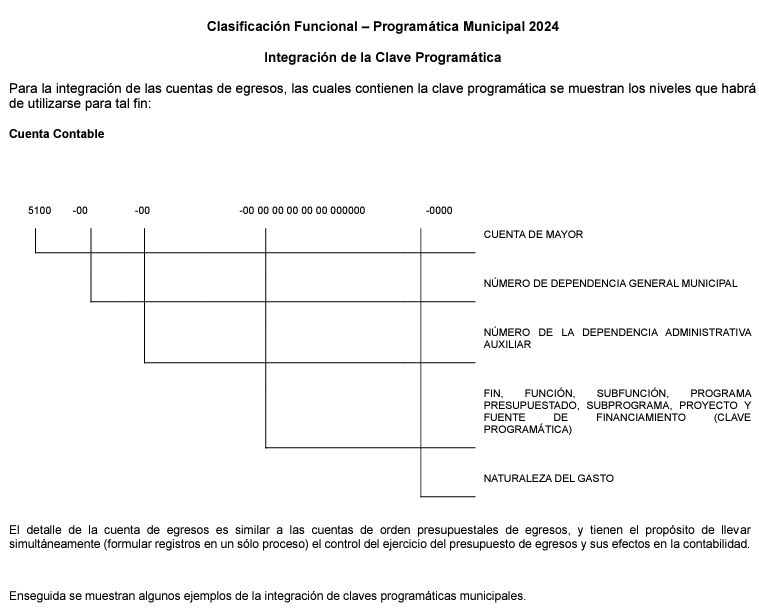 Clasificación Funcional – Programática Municipal 2024
Integración de la Clave Programática
Para la integración de las cuentas de egresos, las cuales contienen la clave programática se muestran los niveles que habrá
de utilizarse para tal fin:
Cuenta Contable
5100 -00 -00 -00 00 00 00 00 00 000000 -0000
CUENTA DE MAYOR
NÚMERO DE DEPENDENCIA GENERAL MUNICIPAL
NÚMERO DE LA DEPENDENCIA ADMINISTRATIVA
AUXILIAR
FIN, FUNCIÓN, SUBFUNCIÓN, PROGRAMA
PRESUPUESTADO, SUBPROGRAMA, PROYECTO Y
FUENTE DE FINANCIAMIENTO (CLAVE
PROGRAMÁTICA)
NATURALEZA DEL GASTO
El detalle de la cuenta de egresos es similar a las cuentas de orden presupuestales de egresos, y tienen el propósito de llevar
simultáneamente (formular registros en un sólo proceso) el control del ejercicio del presupuesto de egresos y sus efectos en la contabilidad.
Enseguida se muestran algunos ejemplos de la integración de claves programáticas municipales.